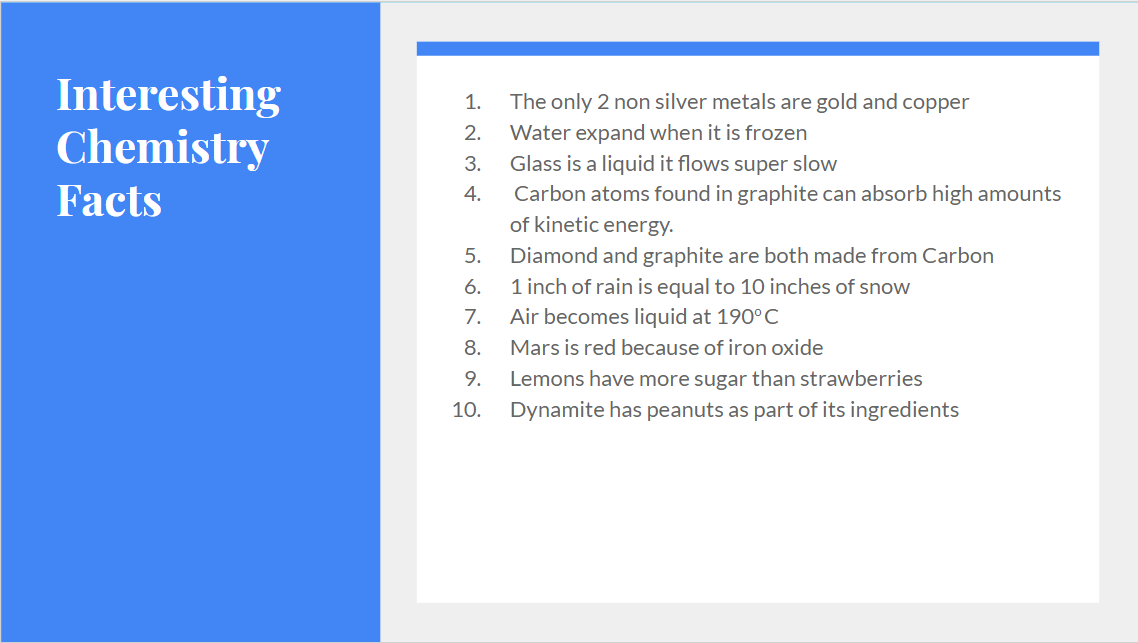 Interesting
Chemistry
Facts
1. The only 2 non silver metals are gold and copper
2. Water expand when it is frozen
3. Glass is a liquid it flows super slow
4. Carbon atoms found in graphite can absorb high amounts
of kinetic energy.
5. Diamond and graphite are both made from Carbon
6. 1 inch of rain is equal to 10 inches of snow
7. Air becomes liquid at 190°C
8. Mars is red because of iron oxide
9. Lemons have more sugar than strawberries
10. Dynamite has peanuts as part of its ingredients